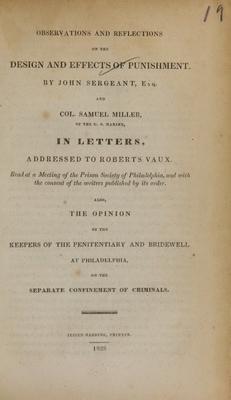 19
OBSERVATIONS AND REFLECTIONS
ON THE
DESIGN AND EFFECTS OF PUNISHMENT.
BY JOHN SERGEANT, ESQ.
AND
COL. SAMUEL MILLER,
OF THE U. S. MARINE,
IN LETTERS,
ADDRESSED TO ROBERTS VAUX.
Read at a Meeting of the Prison Society of Philadelphia, and with
the consent of the writers published by its order.
ALSO,
THE OPINION
OF THE
KEEPERS OF THE PENITENTIARY AND BRIDEWELL
AT PHILADELPHIA,
ON THE
SEPARATE CONFINEMENT OF CRIMINALS.
JESPER HARDING, PRINTER.
1828